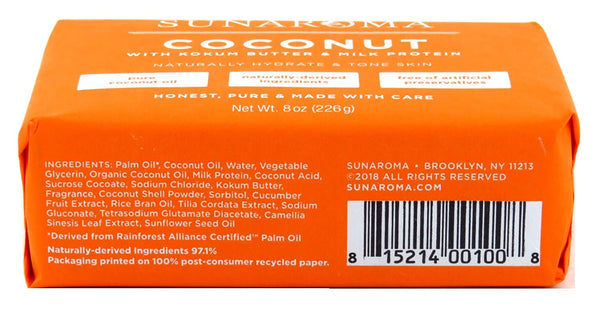 SUNAROMA
COCONUT
WITH KOKUM BUTTER & MILK PROTEIN
NATURALLY HYDRATE & TONE SKIN
pure
coconut oil
naturally-derived
ingredients
free of artificial
preservatives
HONEST, PURE & MADE WITH CARE
Net Wt. 8 oz (226g)
INGREDIENTS: Palm Oil*, Coconut Oil, Water, Vegetable
Glycerin, Organic Coconut Oil, Milk Protein, Coconut Acid,
Sucrose Cocoate, Sodium Chloride, Kokum Butter,
Fragrance, Coconut Shell Powder, Sorbitol, Cucumber
Fruit Extract, Rice Bran Oil, Tilia Cordata Extract, Sodium
Gluconate, Tetrasodium Glutamate Diacetate, Camellia
Sinesis Leaf Extract, Sunflower Seed Oil
*Derived from Rainforest Alliance Certified™ Palm Oil
Naturally-derived Ingredients 97.1%
Packaging printed on 100% post-consumer recycled paper.
SUNAROMA • BROOKLYN, NY 11213
©2018 ALL RIGHTS RESERVED
SUNAROMA.COM
8 15214 00100 8